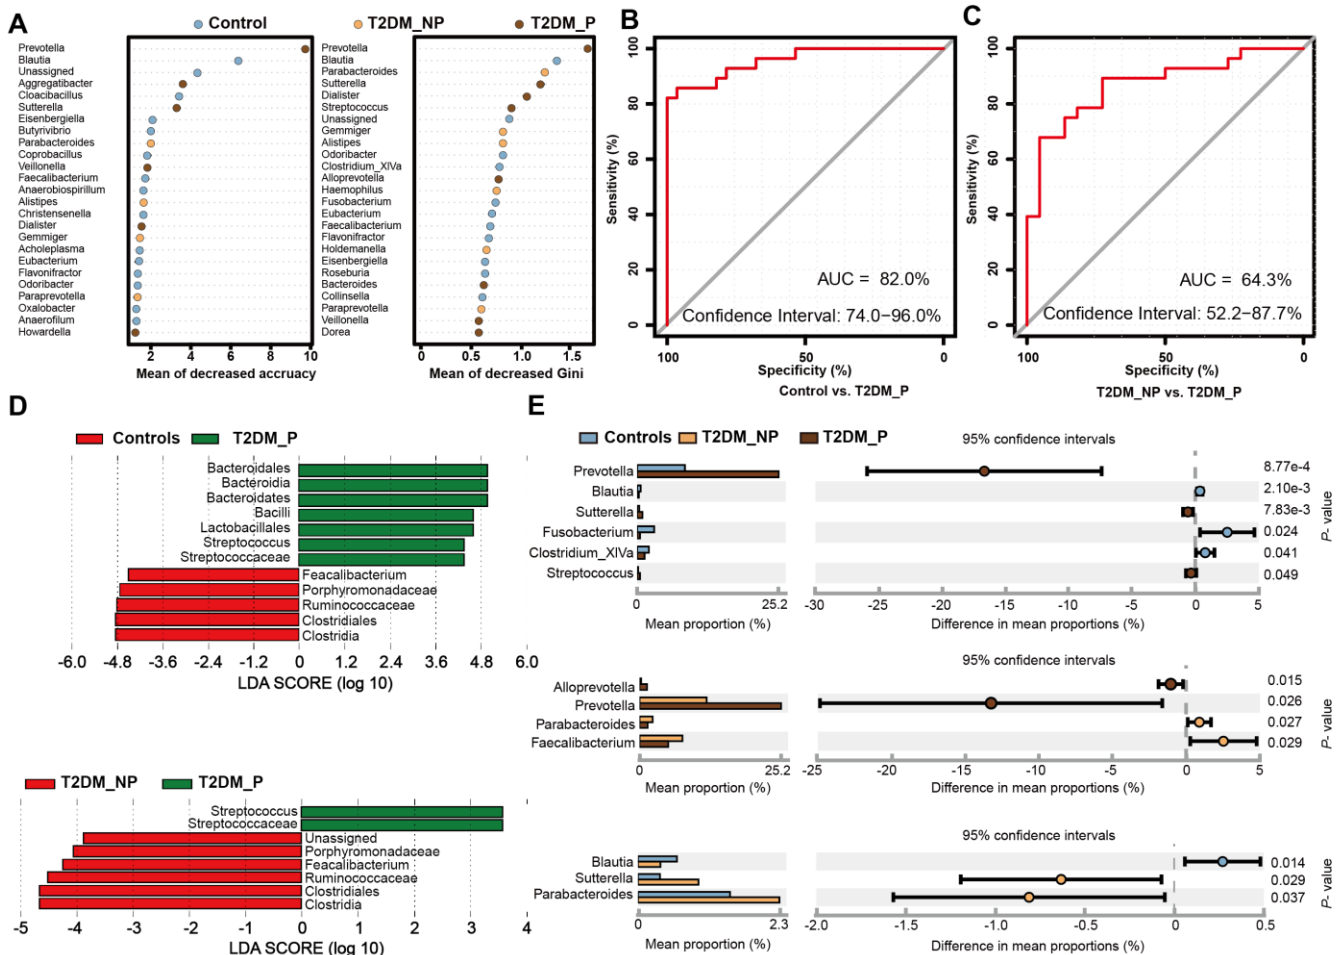 A
Control
T2DM_NP
T2DM_P
Prevotella
Blautia
Unassigned
Aggregatibacter
Cloacibacillus
Sutterella
Eisenbergiella
Butyrivibrio
Parabacteroides
Coprobacillus
Veillonella
Faecalibacterium
Anaerobiospirillum
Alistipes
Christensenella
Dialister
Gemmiger
Acholeplasma
Eubacterium
Flavonifractor
Odoribacter
Paraprevotella
Oxalobacter
Anaerofilum
Howardella
2 4 6 8 10
Mean of decreased accruacy
Prevotella
Blautia
Parabacteroides
Sutterella
Dialister
Streptococcus
Unassigned
Gemmiger
Alistipes
Odoribacter
Clostridium_XIVa
Alloprevotella
Haemophilus
Fusobacterium
Eubacterium
Faecalibacterium
Flavonifractor
Holdemanella
Eisenbergiella
Roseburia
Bacteroides
Collinsella
Paraprevotella
Veillonella
Dorea
0 0.5 1.0 1.5
Mean of decreased Gini
B
100
80
60
40
20
0
Sensitivity (%)
AUC = 82.0%
Confidence Interval: 74.0−96.0%
100 50 0
Specificity (%)
Control vs. T2DM_P
C
100
80
60
40
20
0
Sensitivity (%)
AUC = 64.3%
Confidence Interval: 52.2−87.7%
100 50 0
Specificity (%)
T2DM_NP vs. T2DM_P
D
Controls T2DM_P
Bacteroidales
Bacteroidia
Bacteroidates
Bacilli
Lactobacillales
Streptococcus
Streptococcaceae
Feacalibacterium
Porphyromonadaceae
Ruminococcaceae
Clostridiales
Clostridia
-6.0 -4.8 -3.6 -2.4 -1.2 0 1.2 2.4 3.6 4.8 6.0
LDA SCORE (log 10)
T2DM_NP T2DM_P
Streptococcus
Streptococcaceae
Unassigned
Porphyromonadaceae
Feacalibacterium
Ruminococcaceae
Clostridiales
Clostridia
-5 -4 -3 -2 -1 0 1 2 3 4
LDA SCORE (log 10)
E
Controls T2DM_NP T2DM_P
95% confidence intervals
Prevotella 8.77e-4
Blautia 2.10e-3
Sutterella 7.83e-3
Fusobacterium 0.024
Clostridium_XIVa 0.041
Streptococcus 0.049
P- value
0 25.2 -30 -25 -20 -15 -10 -5 0 5
Mean proportion (%) Difference in mean proportions (%)
95% confidence intervals
Alloprevotella 0.015
Prevotella 0.026
Parabacteroides 0.027
Faecalibacterium 0.029
P- value
0 25.2 -25 -20 -15 -10 -5 0 5
Mean proportion (%) Difference in mean proportions (%)
95% confidence intervals
Blautia 0.014
Sutterella 0.029
Parabacteroides 0.037
P- value
0 2.3 -2.0 -1.5 -1.0 -0.5 0 0.5
Mean proportion (%) Difference in mean proportions (%)